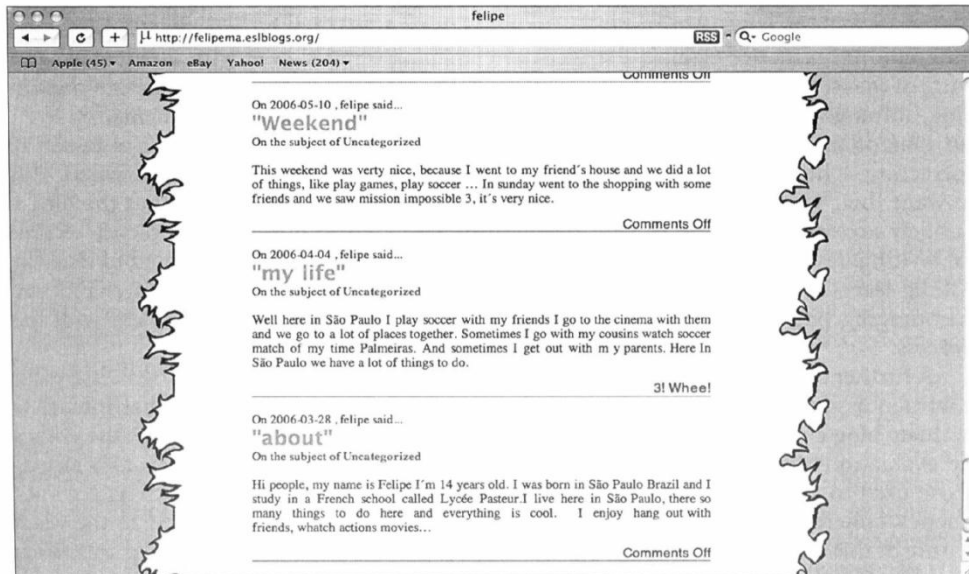 felipe
http://felipema.eslblogs.org/
RSS
Google
Apple (45) Amazon eBay Yahoo! News (204)
Comments Off
On 2006-05-10 , felipe said...
"Weekend"
On the subject of Uncategorized
This weekend was verty nice, because I went to my friend's house and we did a lot
of things, like play games, play soccer ... In sunday went to the shopping with some
friends and we saw mission impossible 3, it´s very nice.
Comments Off
On 2006-04-04 , felipe said...
"my life"
On the subject of Uncategorized
Well here in São Paulo I play soccer with my friends I go to the cinema with them
and we go to a lot of places together. Sometimes I go with my cousins watch soccer
match of my time Palmeiras. And sometimes I get out with m y parents. Here In
São Paulo we have a lot of things to do.
3! Whee!
On 2006-03-28 , felipe said...
"about"
On the subject of Uncategorized
Hi people, my name is Felipe I´m 14 years old. I was born in São Paulo Brazil and I
study in a French school called Lycée Pasteur.I live here in São Paulo, there so
many things to do here and everything is cool. I enjoy hang out with
friends, whatch actions movies...
Comments Off